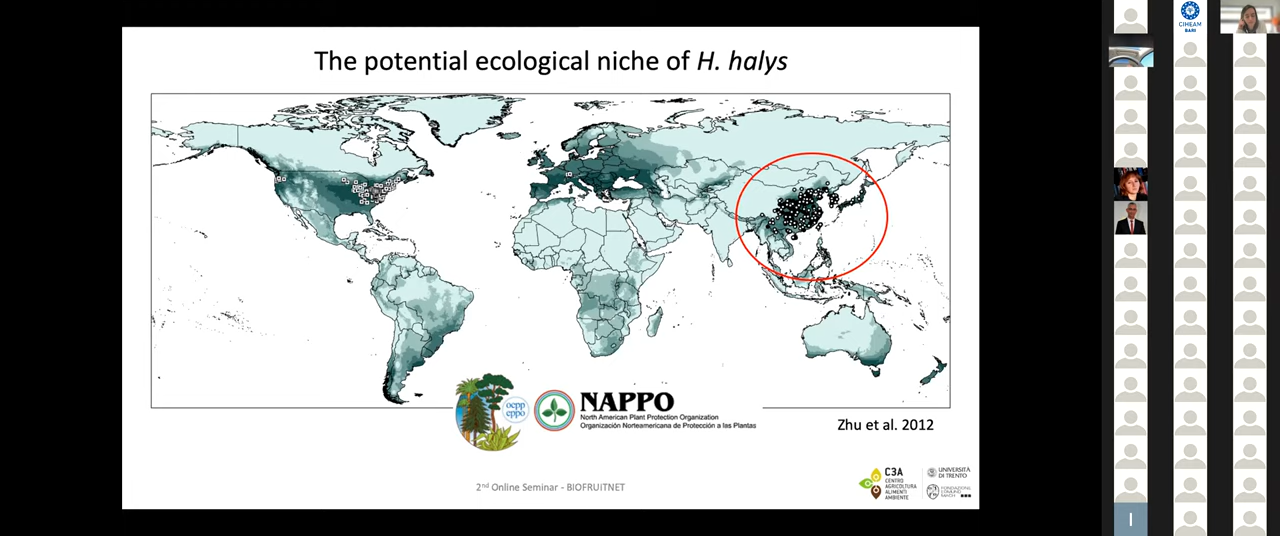 The potential ecological niche of H. halys
oepp
eppo
NAPPO
North American Plant Protection Organization
Organización Norteamericana de Protección a las Plantas
Zhu et al. 2012
2nd Online Seminar - BIOFRUITNET
C3A
CENTRO
AGRICOLTURA
ALIMENTI
AMBIENTE
UNIVERSITÀ
DI TRENTO
FONDAZIONE
EDMUND
MACH
CIHEAM
BARI
I